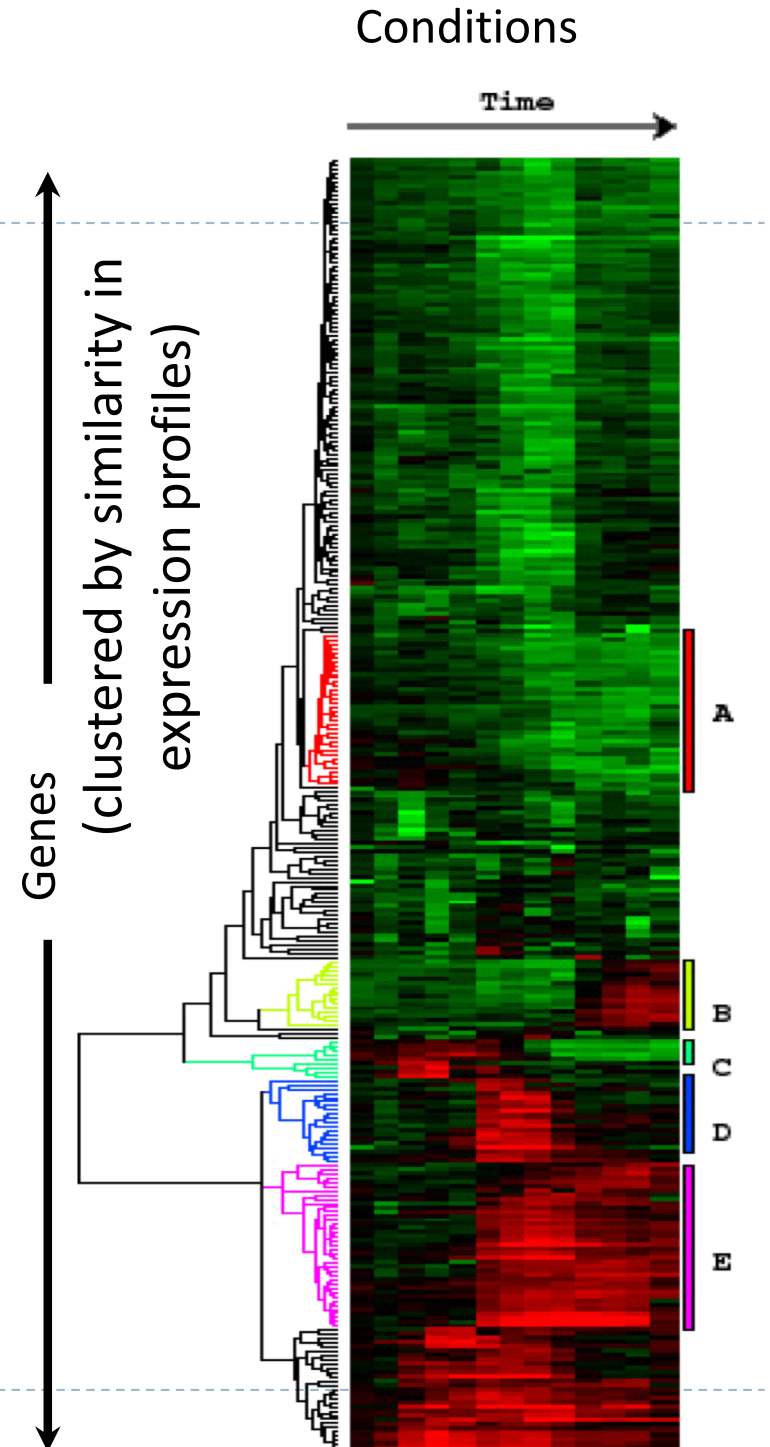 Conditions
Time
Genes
(clustered by similarity in
expression profiles)
A
B
C
D
E